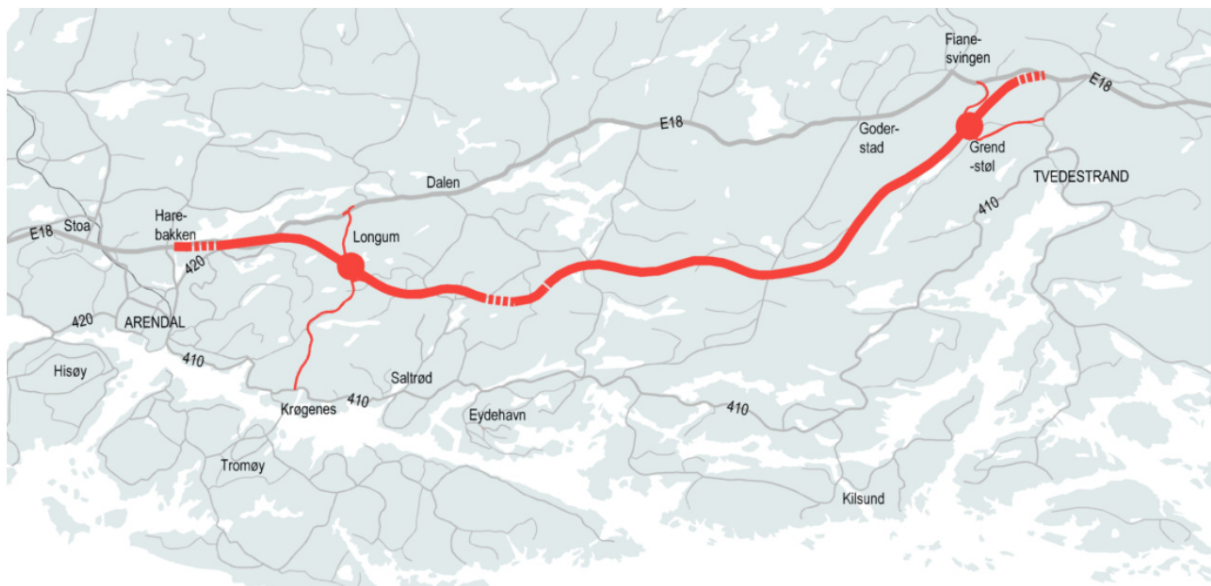 Fiane-
svingen
E18
E18
Goder-
stad
Grend
-støl
TVEDESTRAND
Dalen
410
Hare-
bakken
Stoa
E18
Longum
420
420
ARENDAL
410
Hisøy
Saltrød
410
Krøgenes
Eydehavn
410
Tromøy
Kilsund